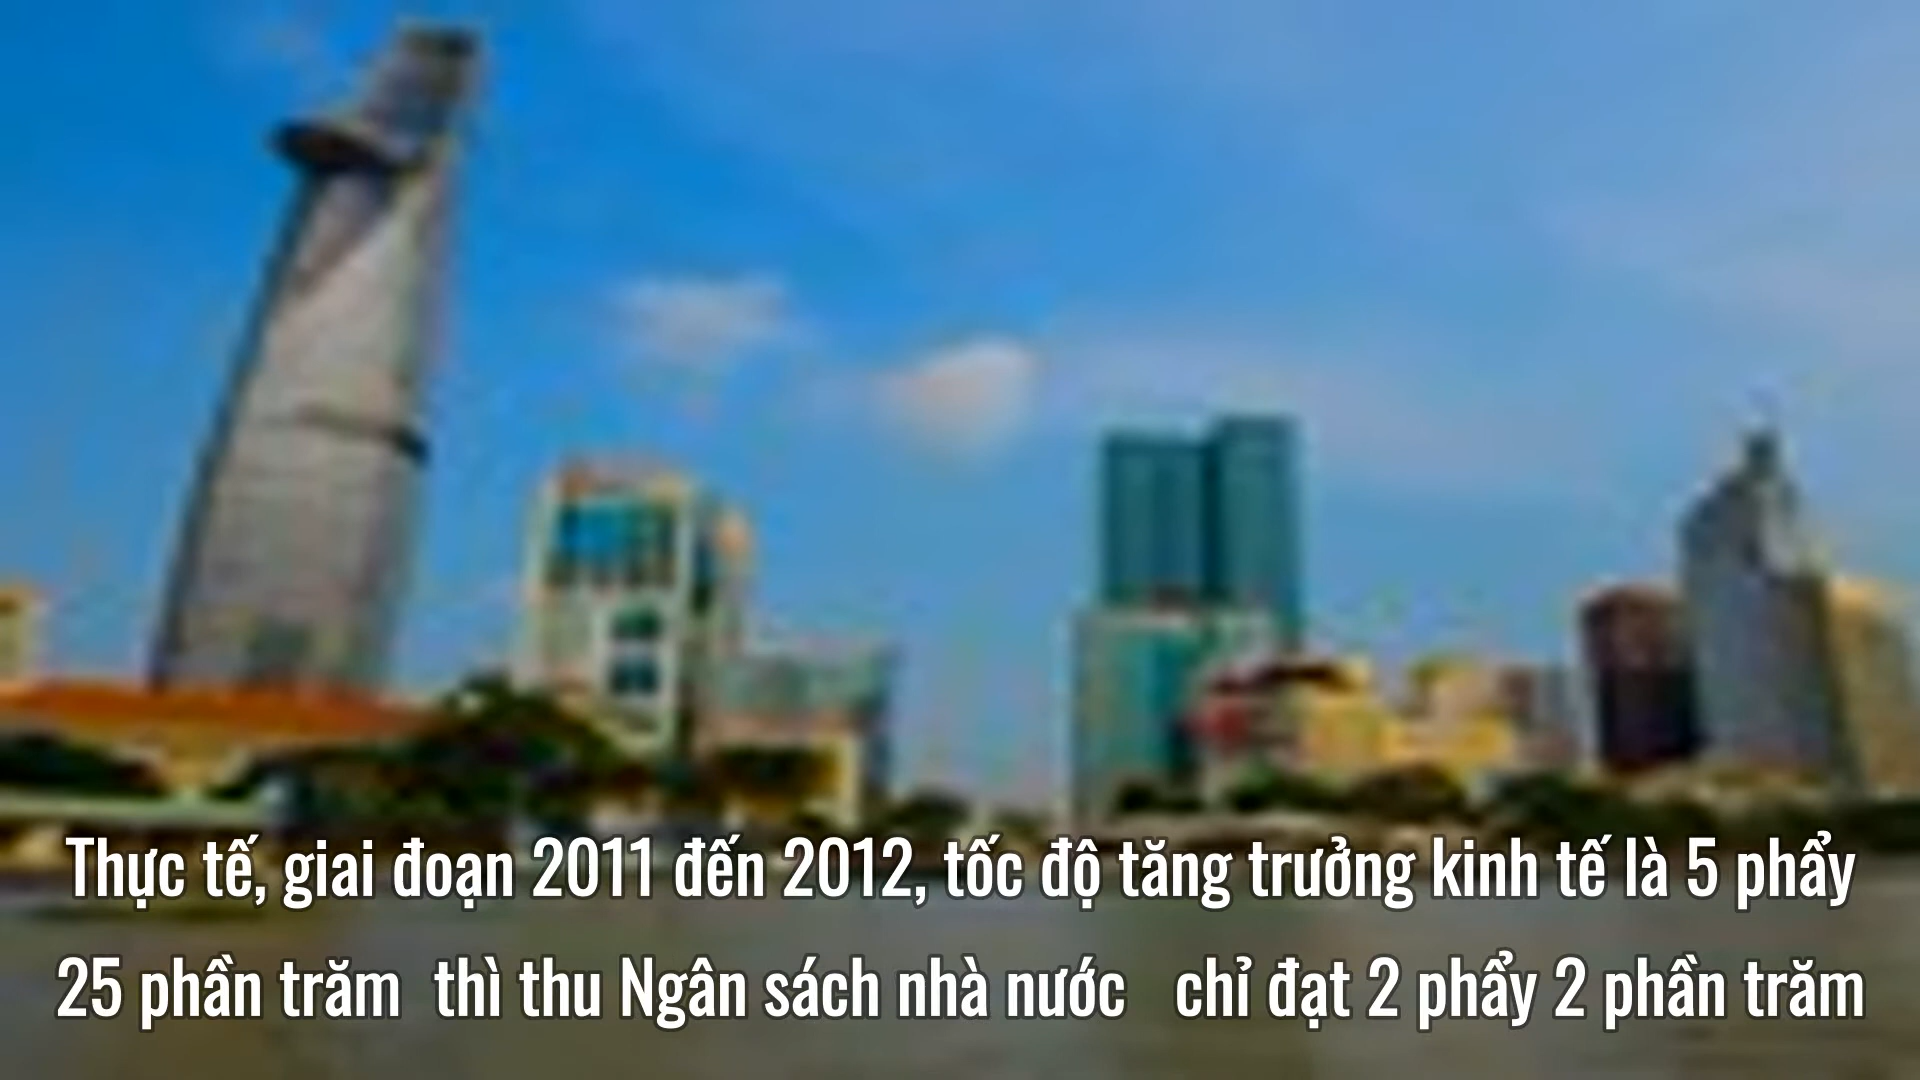 Thực tế, giai đoạn 2011 đến 2012, tốc độ tăng trưởng kinh tế là 5 phẩy
25 phần trăm thì thu Ngân sách nhà nước chỉ đạt 2 phẩy 2 phần trăm